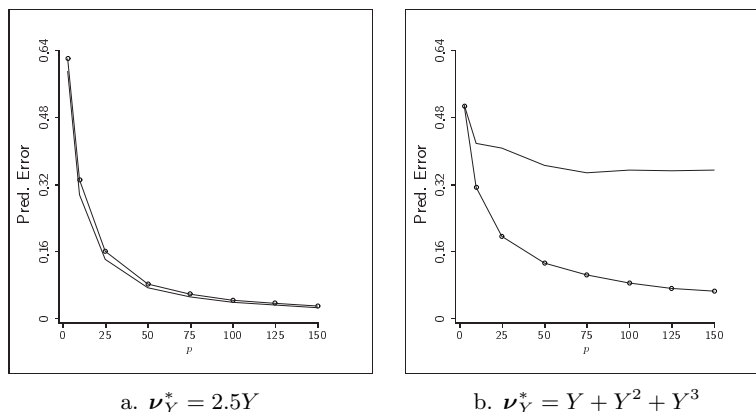 Pred. Error
0.64
0.48
0.32
0.16
0
0 25 50 75 100 125 150
p
a. ν*_Y = 2.5Y
Pred. Error
0.64
0.48
0.32
0.16
0
0 25 50 75 100 125 150
p
b. ν*_Y = Y + Y² + Y³